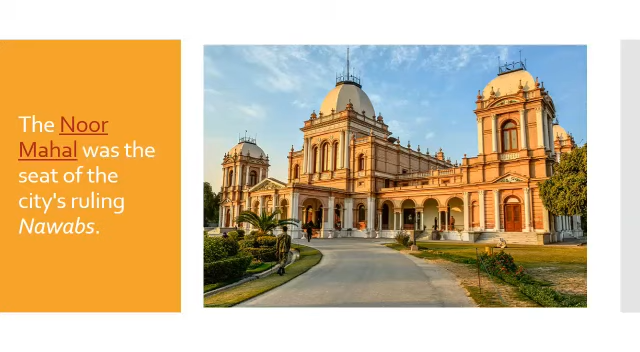 The Noor
Mahal was the
seat of the
city's ruling
Nawabs.